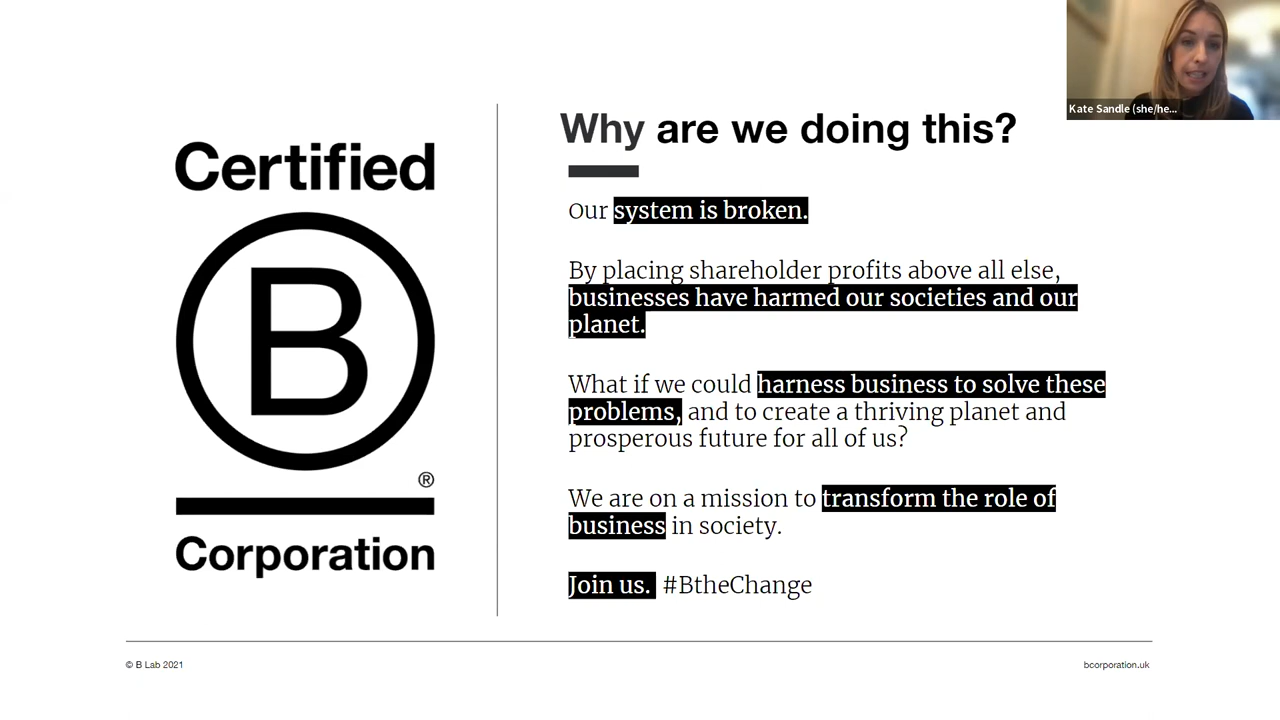 Kate Sandle (she/he...
Certified
B
®
Corporation
Why are we doing this?
Our system is broken.
By placing shareholder profits above all else,
businesses have harmed our societies and our
planet.
What if we could harness business to solve these
problems, and to create a thriving planet and
prosperous future for all of us?
We are on a mission to transform the role of
business in society.
Join us. #BtheChange
© B Lab 2021
bcorporation.uk